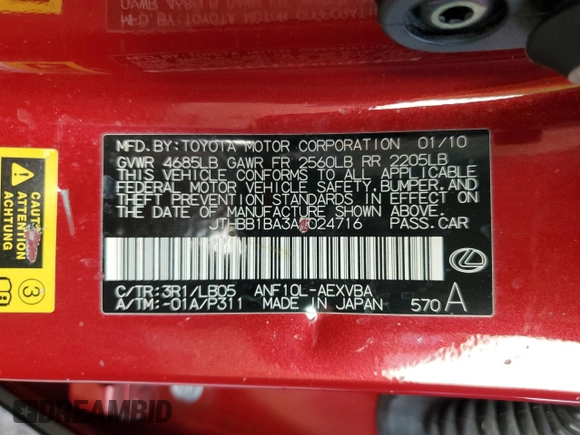 MFD. BY: TOYOTA MOTOR CORPORATION 01/10
GVWR 4685LB GAWR FR 2560LB RR 2205LB
THIS VEHICLE CONFORMS TO ALL APPLICABLE
FEDERAL MOTOR VEHICLE SAFETY, BUMPER, AND
THEFT PREVENTION STANDARDS IN EFFECT ON
THE DATE OF MANUFACTURE SHOWN ABOVE.
PASS. CAR
C/TR: 3R1/LB05 ANF10L-AEXVBA
A/TM: -01A/P311 MADE IN JAPAN 570 A
ATTENTION
ACHTUNG
3
DREAMBID